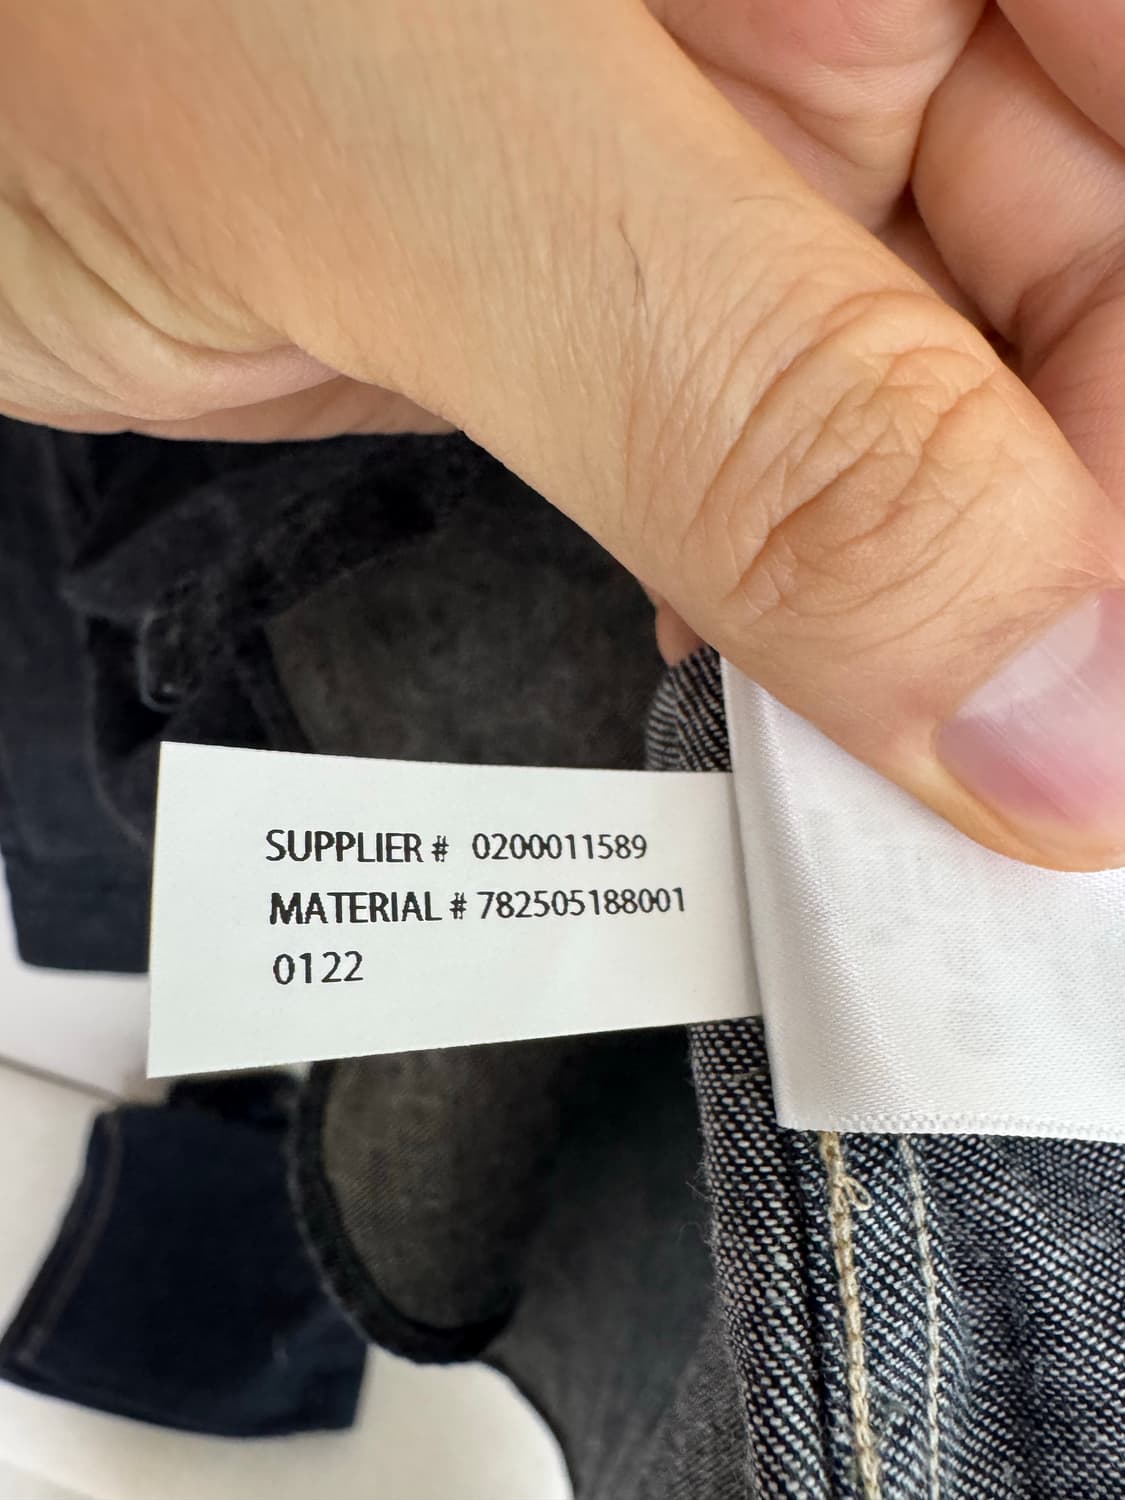 SUPPLIER # 0200011589
MATERIAL # 782505188001
0122